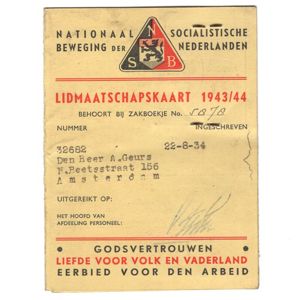 NATIONAAL SOCIALISTISCHE
BEWEGING DER NEDERLANDEN
N
S B
LIDMAATSCHAPSKAART 1943/44
BEHOORT BIJ ZAKBOEKJE No. 5878
NUMMER INGESCHREVEN
32682 22-8-34
Den Heer A.Geurs
N.Beetsstraat 156
Amsterdam
UITGEREIKT OP:
HET HOOFD VAN
AFDEELING PERSONEEL:
GODSVERTROUWEN
LIEFDE VOOR VOLK EN VADERLAND
EERBIED VOOR DEN ARBEID